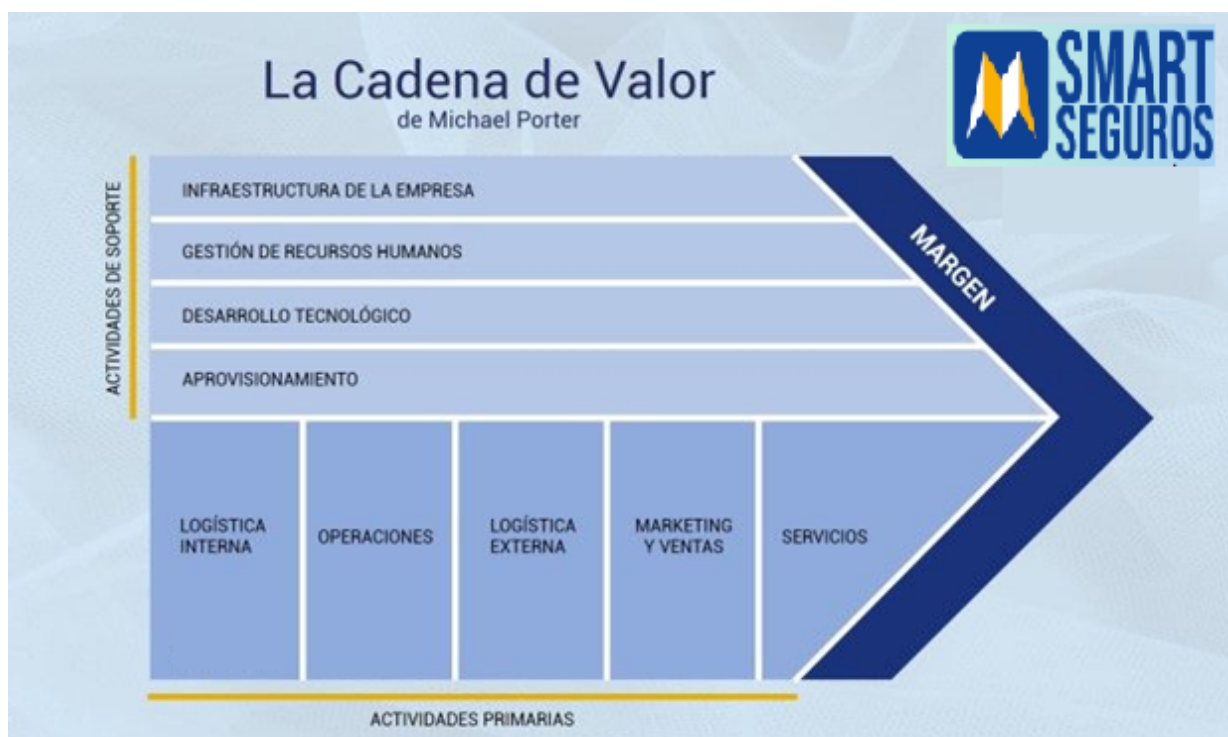 La Cadena de Valor
de Michael Porter
SMART
SEGUROS
ACTIVIDADES DE SOPORTE
INFRAESTRUCTURA DE LA EMPRESA
GESTIÓN DE RECURSOS HUMANOS
DESARROLLO TECNOLÓGICO
APROVISIONAMIENTO
MARGEN
LOGÍSTICA
INTERNA
OPERACIONES
LOGÍSTICA
EXTERNA
MARKETING
Y VENTAS
SERVICIOS
ACTIVIDADES PRIMARIAS